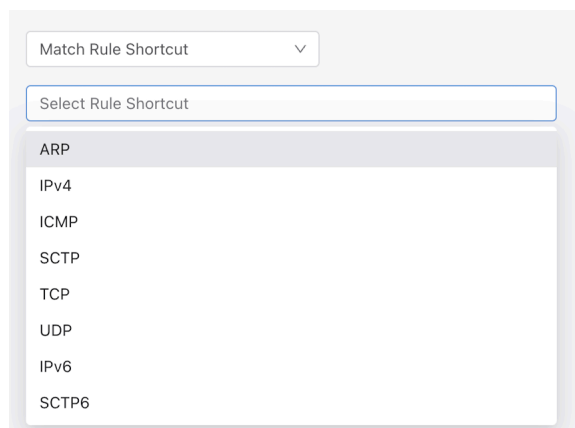 Match Rule Shortcut
Select Rule Shortcut
ARP
IPv4
ICMP
SCTP
TCP
UDP
IPv6
SCTP6